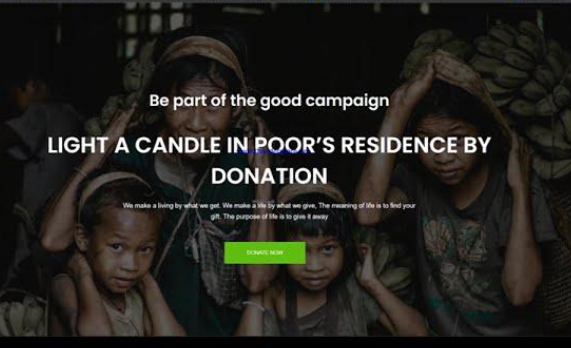 Be part of the good campaign
LIGHT A CANDLE IN POOR'S RESIDENCE BY
DONATION
We make a living by what we get. We make a life by what we give, The meaning of life is to find your
gift. The purpose of life is to give it away
DONATE NOW